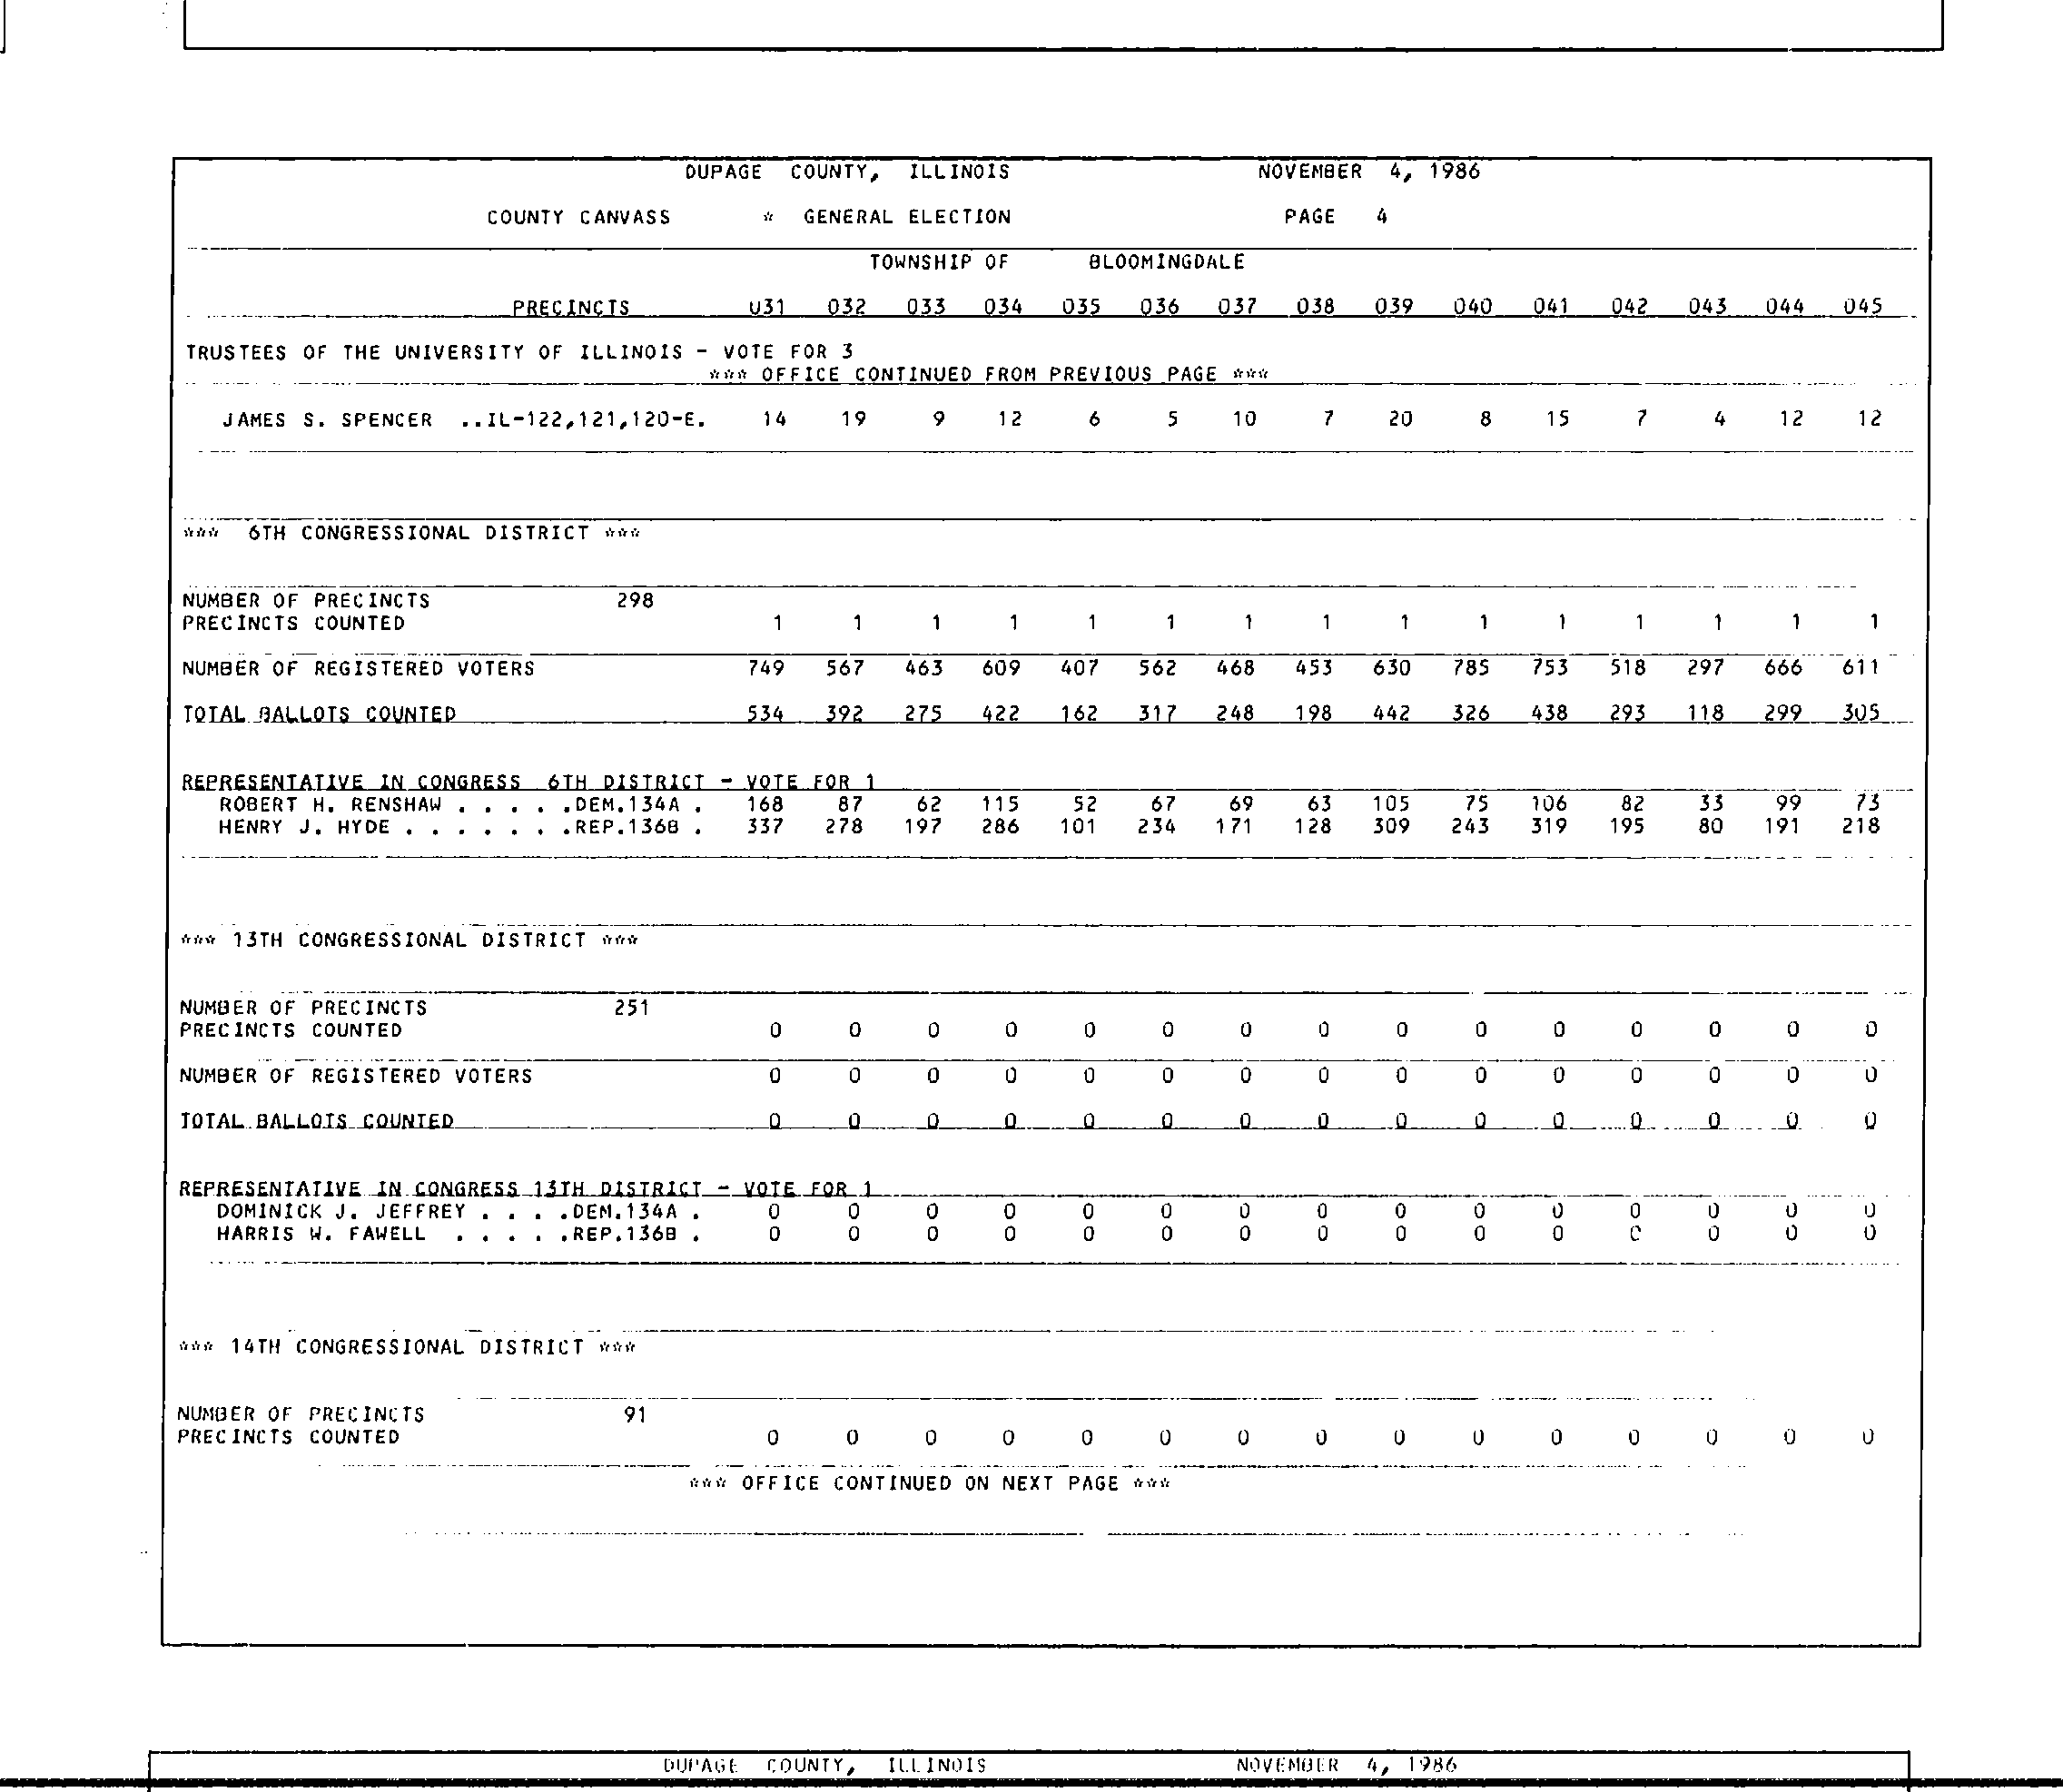 DUPAGE COUNTY, ILLINOIS NOVEMBER 4, 1986
COUNTY CANVASS * GENERAL ELECTION PAGE 4
TOWNSHIP OF BLOOMINGDALE
PRECINCTS 031 032 033 034 035 036 037 038 039 040 041 042 043 044 045
TRUSTEES OF THE UNIVERSITY OF ILLINOIS - VOTE FOR 3
*** OFFICE CONTINUED FROM PREVIOUS PAGE ***
JAMES S. SPENCER ..IL-122,121,120-E. 14 19 9 12 6 5 10 7 20 8 15 7 4 12 12
*** 6TH CONGRESSIONAL DISTRICT ***
NUMBER OF PRECINCTS 298
PRECINCTS COUNTED 1 1 1 1 1 1 1 1 1 1 1 1 1 1 1
NUMBER OF REGISTERED VOTERS 749 567 463 609 407 562 468 453 630 785 753 518 297 666 611
TOTAL BALLOTS COUNTED 534 392 275 422 162 317 248 198 442 326 438 293 118 299 305
REPRESENTATIVE IN CONGRESS 6TH DISTRICT - VOTE FOR 1
ROBERT H. RENSHAW . . . . .DEM.134A . 168 87 62 115 52 67 69 63 105 75 106 82 33 99 73
HENRY J. HYDE . . . . . . .REP.136B . 337 278 197 286 101 234 171 128 309 243 319 195 80 191 218
*** 13TH CONGRESSIONAL DISTRICT ***
NUMBER OF PRECINCTS 251
PRECINCTS COUNTED 0 0 0 0 0 0 0 0 0 0 0 0 0 0 0
NUMBER OF REGISTERED VOTERS 0 0 0 0 0 0 0 0 0 0 0 0 0 0 0
TOTAL BALLOTS COUNTED 0 0 0 0 0 0 0 0 0 0 0 0 0 0 0
REPRESENTATIVE IN CONGRESS 13TH DISTRICT - VOTE FOR 1
DOMINICK J. JEFFREY . . . .DEM.134A . 0 0 0 0 0 0 0 0 0 0 0 0 0 0 0
HARRIS W. FAWELL . . . . .REP.136B . 0 0 0 0 0 0 0 0 0 0 0 0 0 0 0
*** 14TH CONGRESSIONAL DISTRICT ***
NUMBER OF PRECINCTS 91
PRECINCTS COUNTED 0 0 0 0 0 0 0 0 0 0 0 0 0 0 0
*** OFFICE CONTINUED ON NEXT PAGE ***
DUPAGE COUNTY, ILLINOIS NOVEMBER 4, 1986